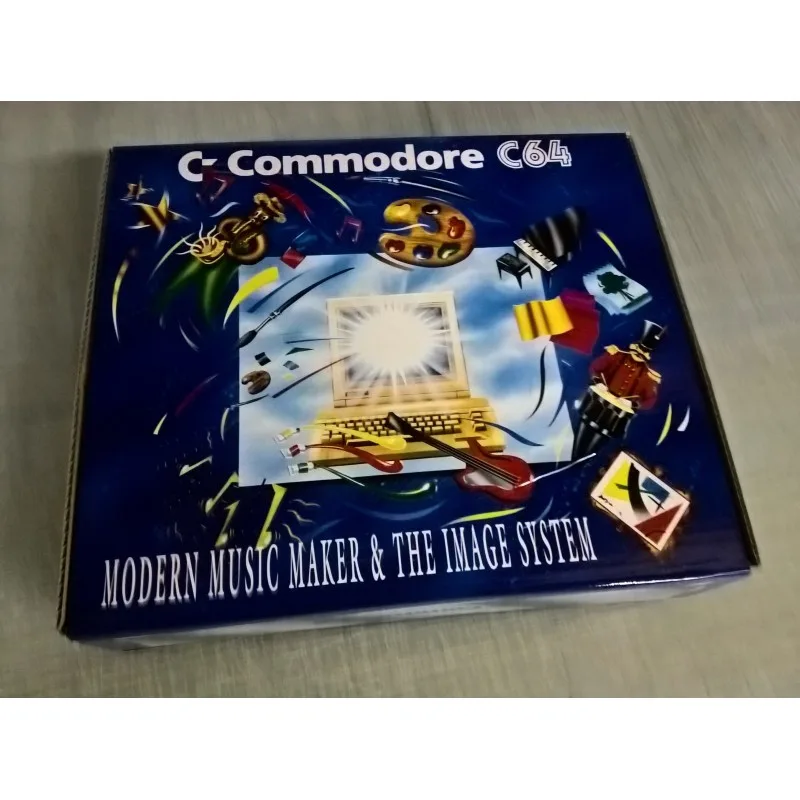 Commodore C64
MODERN MUSIC MAKER & THE IMAGE SYSTEM